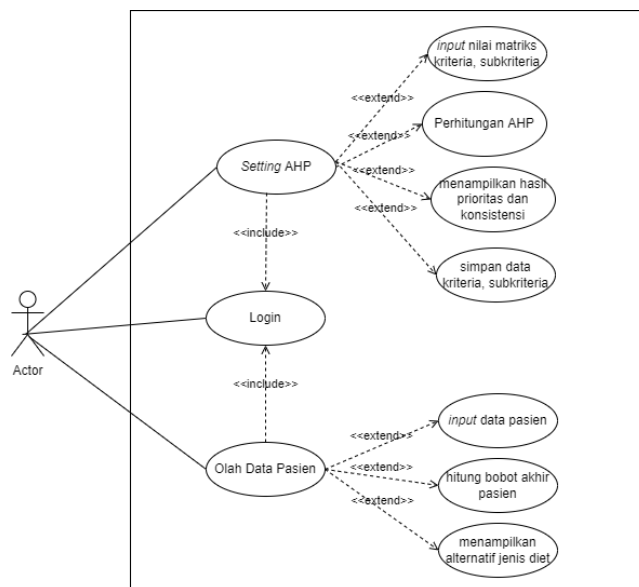 input nilai matriks
kriteria, subkriteria
<<extend>>
Perhitungan AHP
<<extend>>
Setting AHP
<<extend>>
menampilkan hasil
prioritas dan
konsistensi
<<extend>>
simpan data
kriteria, subkriteria
<<include>>
Login
Actor
<<include>>
input data pasien
<<extend>>
Olah Data Pasien
<<extend>>
hitung bobot akhir
pasien
<<extend>>
menampilkan
alternatif jenis diet